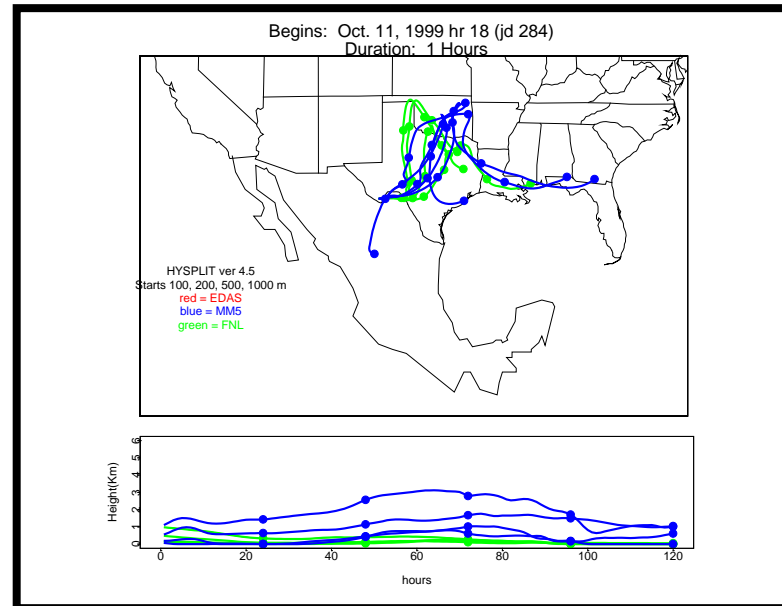 Begins:  Oct. 11, 1999 hr 18 (jd 284)
Duration:  1 Hours
HYSPLIT ver 4.5
Starts 100, 200, 500, 1000 m
red = EDAS
blue = MM5
green = FNL
Height(Km)
6
5
4
3
2
1
0
0 20 40 60 80 100 120
hours